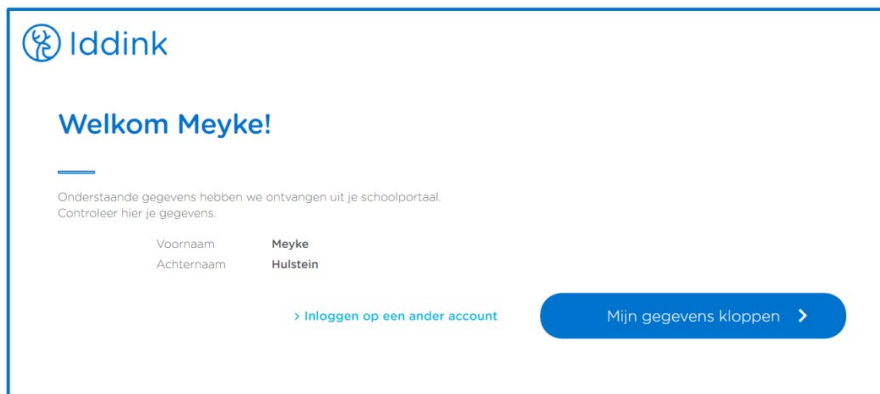 Iddink
Welkom Meyke!
Onderstaande gegevens hebben we ontvangen uit je schoolportaal.
Controleer hier je gegevens.
Voornaam Meyke
Achternaam Hulstein
> Inloggen op een ander account
Mijn gegevens kloppen >